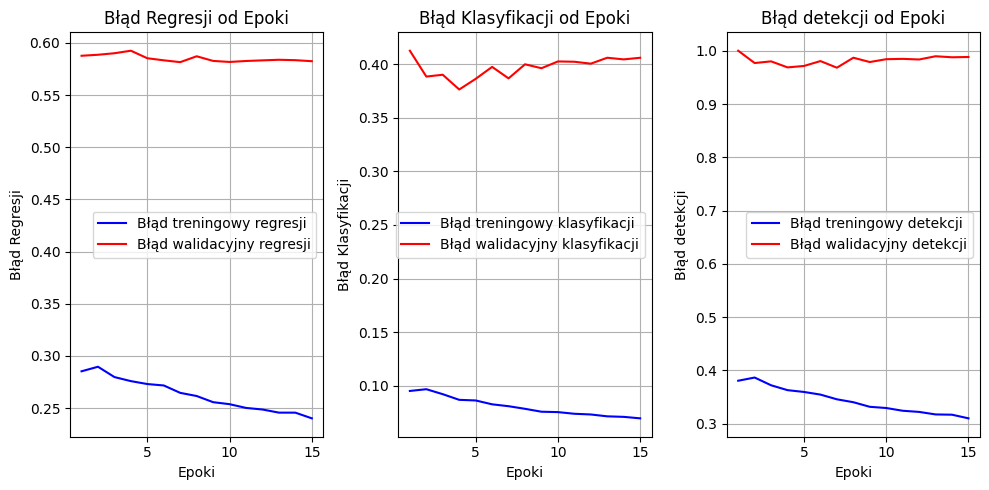 Błąd Regresji od Epoki
0.60
0.55
0.50
0.45
0.40
0.35
0.30
0.25
Błąd Regresji
Błąd treningowy regresji
Błąd walidacyjny regresji
5
10
15
Epoki
Błąd Klasyfikacji od Epoki
0.40
0.35
0.30
0.25
0.20
0.15
0.10
Błąd Klasyfikacji
Błąd treningowy klasyfikacji
Błąd walidacyjny klasyfikacji
5
10
15
Epoki
Błąd detekcji od Epoki
1.0
0.9
0.8
0.7
0.6
0.5
0.4
0.3
Błąd detekcji
Błąd treningowy detekcji
Błąd walidacyjny detekcji
5
10
15
Epoki